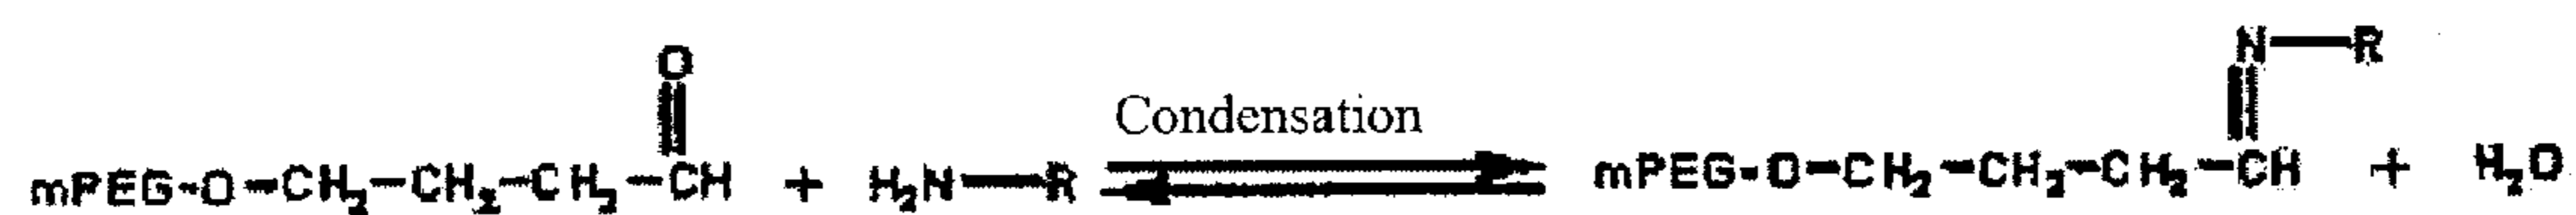 O N—R
Condensation
mPEG-O-CH₂-CH₂-CH₂-CH + H₂N—R mPEG-O-CH₂-CH₂-CH₂-CH + H₂O